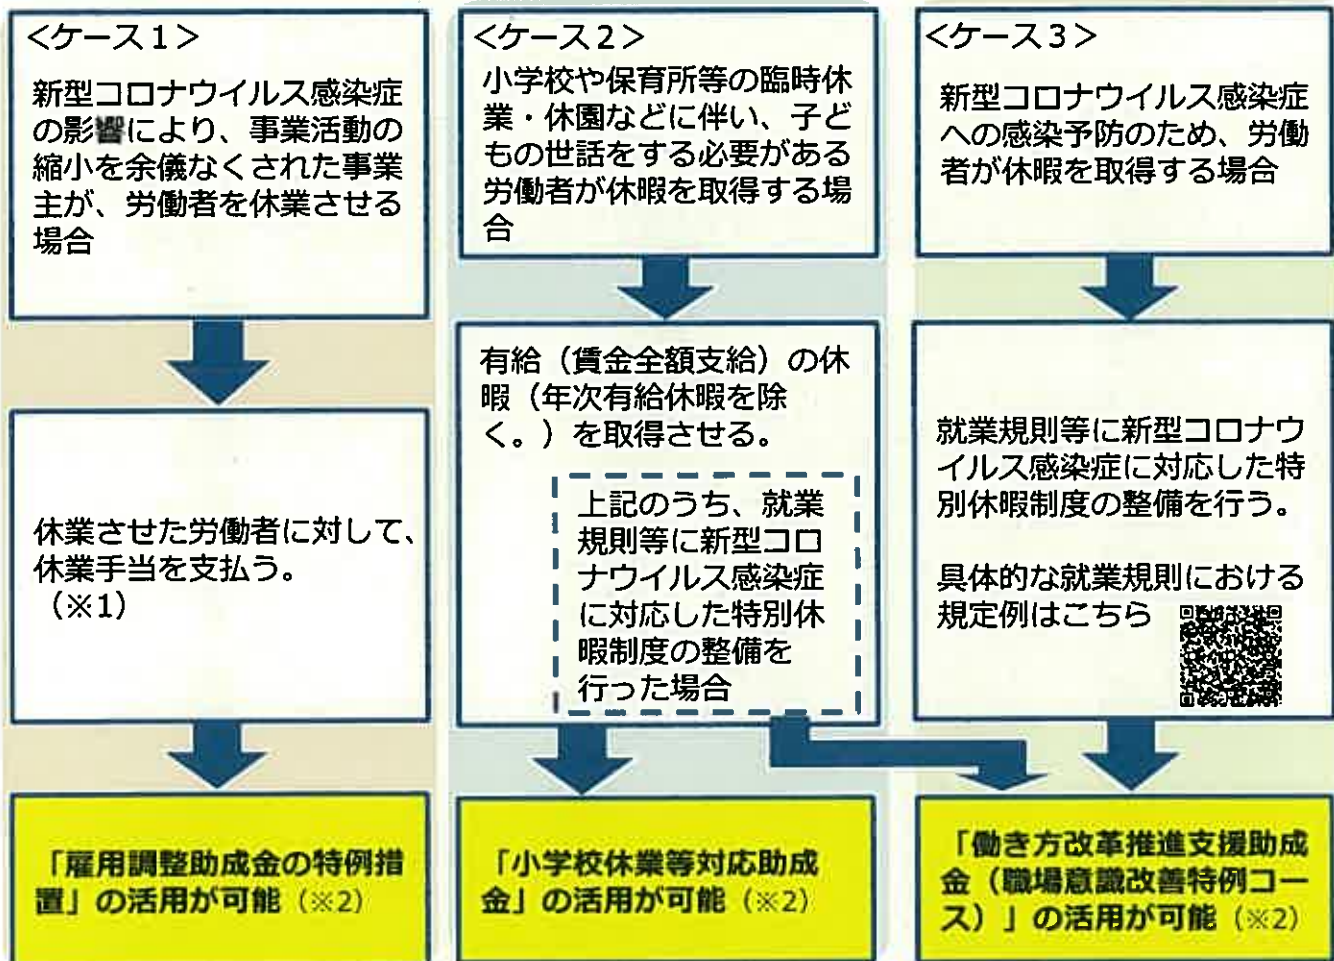 <ケース1>
新型コロナウイルス感染症
の影響により、事業活動の
縮小を余儀なくされた事業
主が、労働者を休業させる
場合
休業させた労働者に対して、
休業手当を支払う。
（※1）
「雇用調整助成金の特例措
置」の活用が可能（※2）
<ケース2>
小学校や保育所等の臨時休
業・休園などに伴い、子ど
もの世話をする必要がある
労働者が休暇を取得する場
合
有給（賃金全額支給）の休
暇（年次有給休暇を除
く。）を取得させる。
上記のうち、就業
規則等に新型コロ
ナウイルス感染症
に対応した特別休
暇制度の整備を
行った場合
「小学校休業等対応助成
金」の活用が可能（※2）
<ケース3>
新型コロナウイルス感染症
への感染予防のため、労働
者が休暇を取得する場合
就業規則等に新型コロナウ
イルス感染症に対応した特
別休暇制度の整備を行う。
具体的な就業規則における
規定例はこちら
「働き方改革推進支援助成
金（職場意識改善特例コー
ス）」の活用が可能（※2）